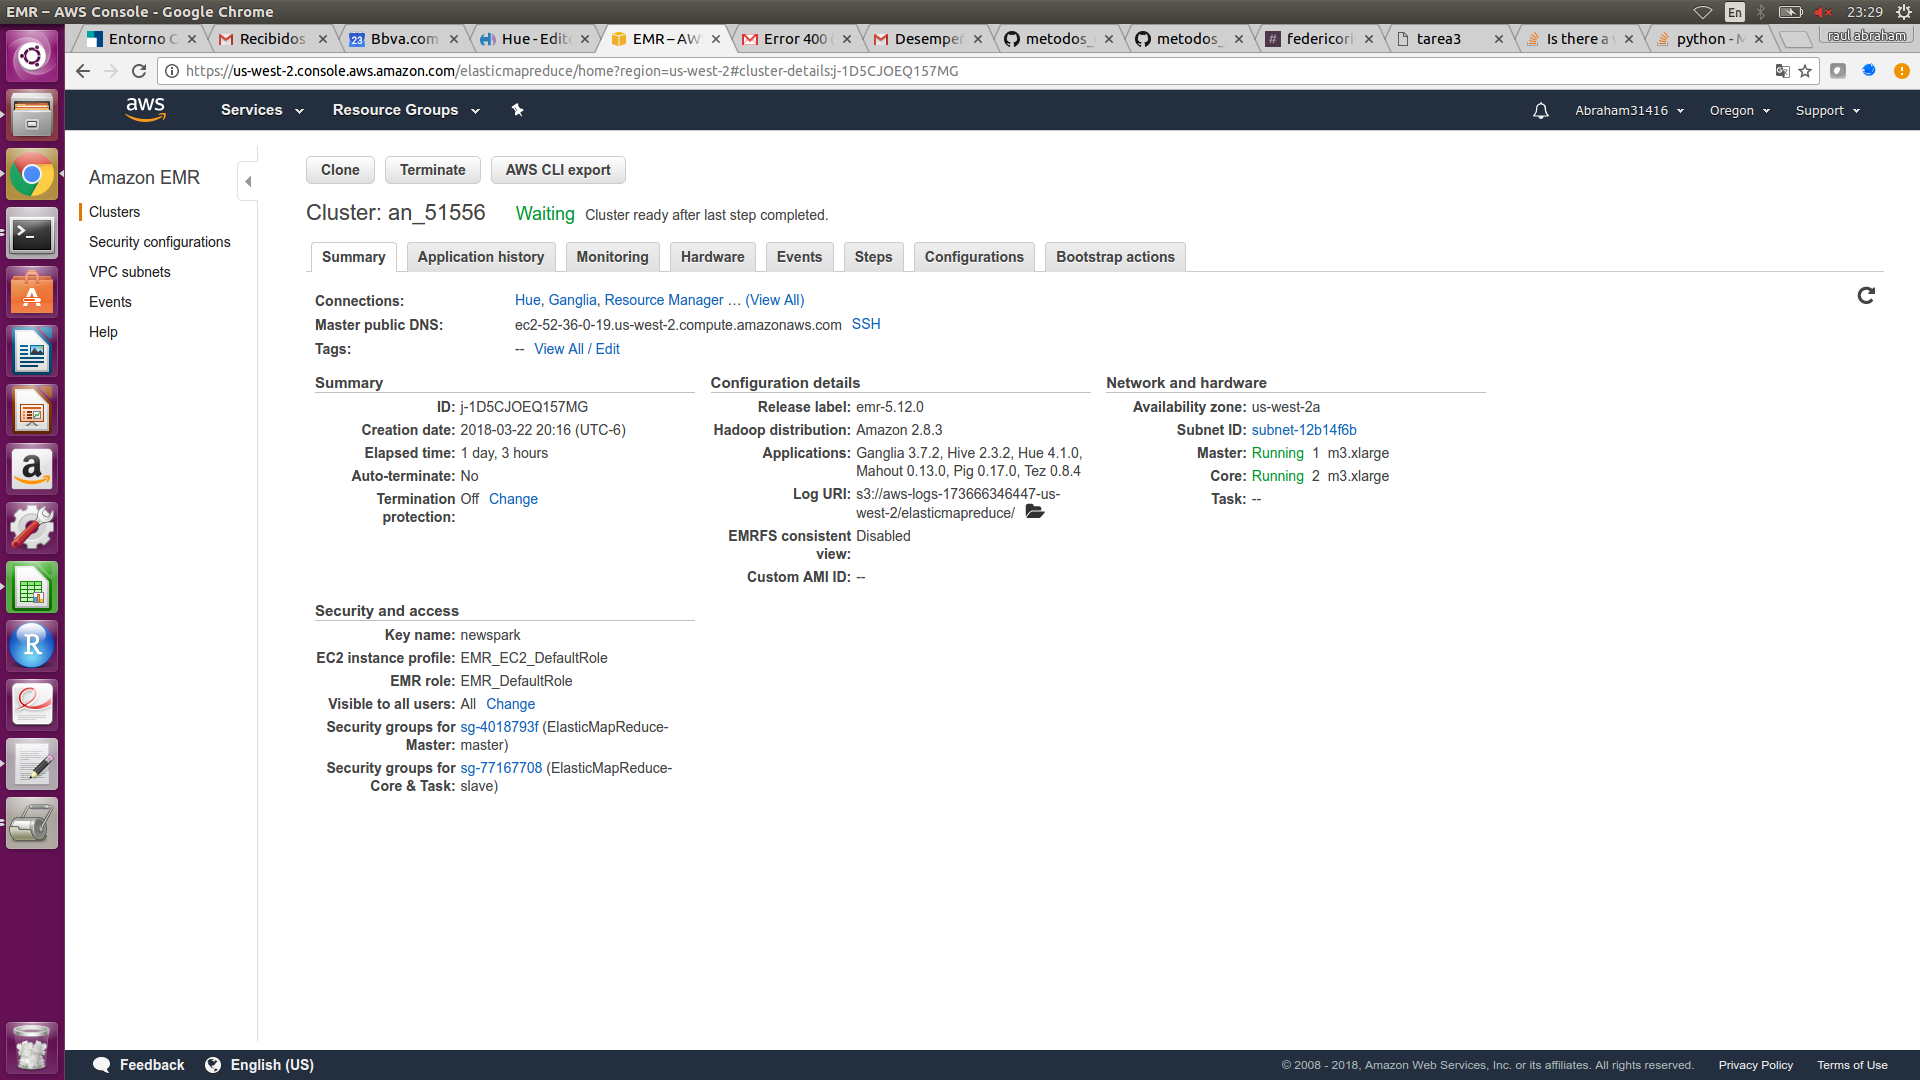 EMR – AWS Console - Google Chrome
En
23:29
Entorno C
Recibidos
23 Bbva.com
Hue - Edit
EMR – AW
Error 400 (
Desempeñ
metodos_
metodos_
federicori
tarea3
Is there a
python - M
raul abraham
https://us-west-2.console.aws.amazon.com/elasticmapreduce/home?region=us-west-2#cluster-details:j-1D5CJOEQ157MG
aws
Services
Resource Groups
Abraham31416
Oregon
Support
Amazon EMR
Clusters
Security configurations
VPC subnets
Events
Help
Clone
Terminate
AWS CLI export
Cluster: an_51556
Waiting Cluster ready after last step completed.
Summary
Application history
Monitoring
Hardware
Events
Steps
Configurations
Bootstrap actions
Connections: Hue, Ganglia, Resource Manager … (View All)
Master public DNS: ec2-52-36-0-19.us-west-2.compute.amazonaws.com SSH
Tags: -- View All / Edit
Summary
ID: j-1D5CJOEQ157MG
Creation date: 2018-03-22 20:16 (UTC-6)
Elapsed time: 1 day, 3 hours
Auto-terminate: No
Termination protection: Off Change
Configuration details
Release label: emr-5.12.0
Hadoop distribution: Amazon 2.8.3
Applications: Ganglia 3.7.2, Hive 2.3.2, Hue 4.1.0,
Mahout 0.13.0, Pig 0.17.0, Tez 0.8.4
Log URI: s3://aws-logs-173666346447-us-
west-2/elasticmapreduce/
EMRFS consistent view: Disabled
Custom AMI ID: --
Network and hardware
Availability zone: us-west-2a
Subnet ID: subnet-12b14f6b
Master: Running 1 m3.xlarge
Core: Running 2 m3.xlarge
Task: --
Security and access
Key name: newspark
EC2 instance profile: EMR_EC2_DefaultRole
EMR role: EMR_DefaultRole
Visible to all users: All Change
Security groups for Master: sg-4018793f (ElasticMapReduce-
master)
Security groups for Core & Task: sg-77167708 (ElasticMapReduce-
slave)
Feedback
English (US)
© 2008 - 2018, Amazon Web Services, Inc. or its affiliates. All rights reserved.
Privacy Policy
Terms of Use